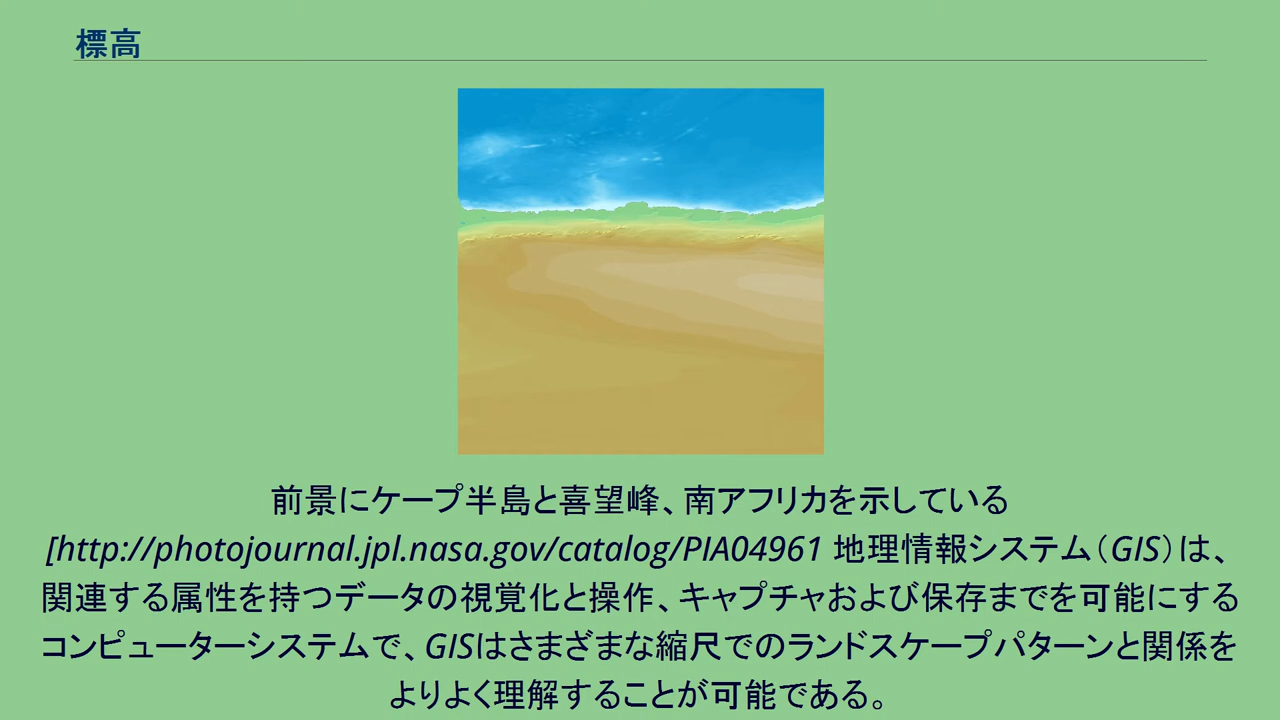 標高
前景にケープ半島と喜望峰、南アフリカを示している
[http://photojournal.jpl.nasa.gov/catalog/PIA04961 地理情報システム（GIS）は、
関連する属性を持つデータの視覚化と操作、キャプチャおよび保存までを可能にする
コンピューターシステムで、GISはさまざまな縮尺でのランドスケープパターンと関係を
よりよく理解することが可能である。